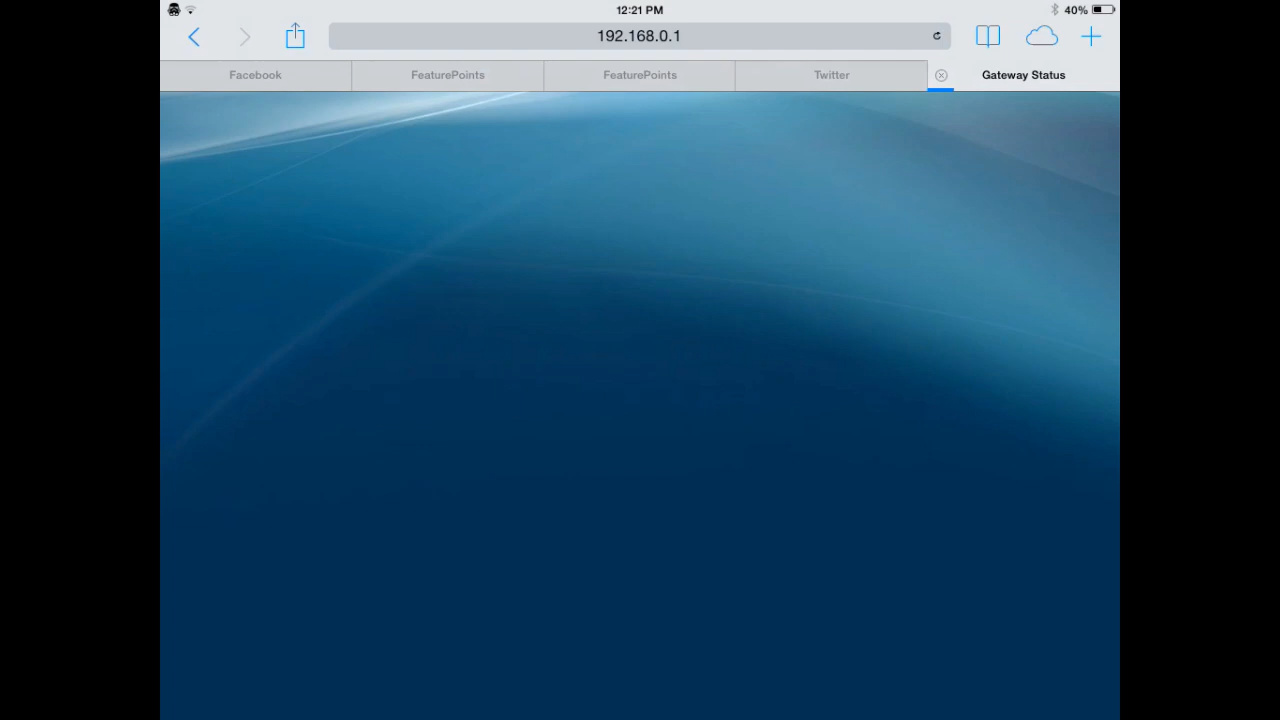 12:21 PM
40%
192.168.0.1
Facebook
FeaturePoints
FeaturePoints
Twitter
Gateway Status